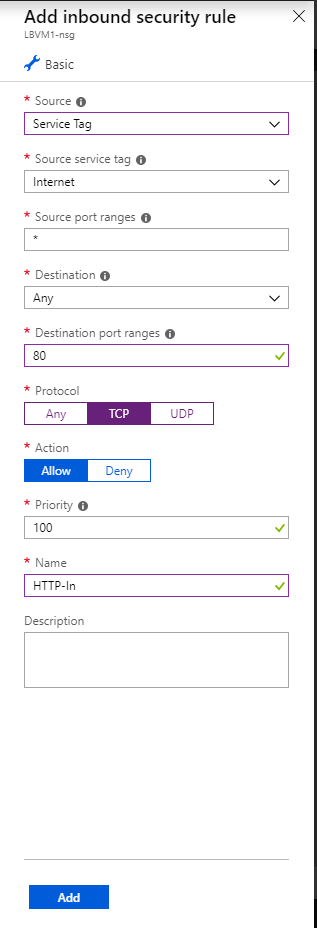 Add inbound security rule
LBVM1-nsg
Basic
* Source
Service Tag
* Source service tag
Internet
* Source port ranges
*
* Destination
Any
* Destination port ranges
80
* Protocol
Any TCP UDP
* Action
Allow Deny
* Priority
100
* Name
HTTP-In
Description
Add